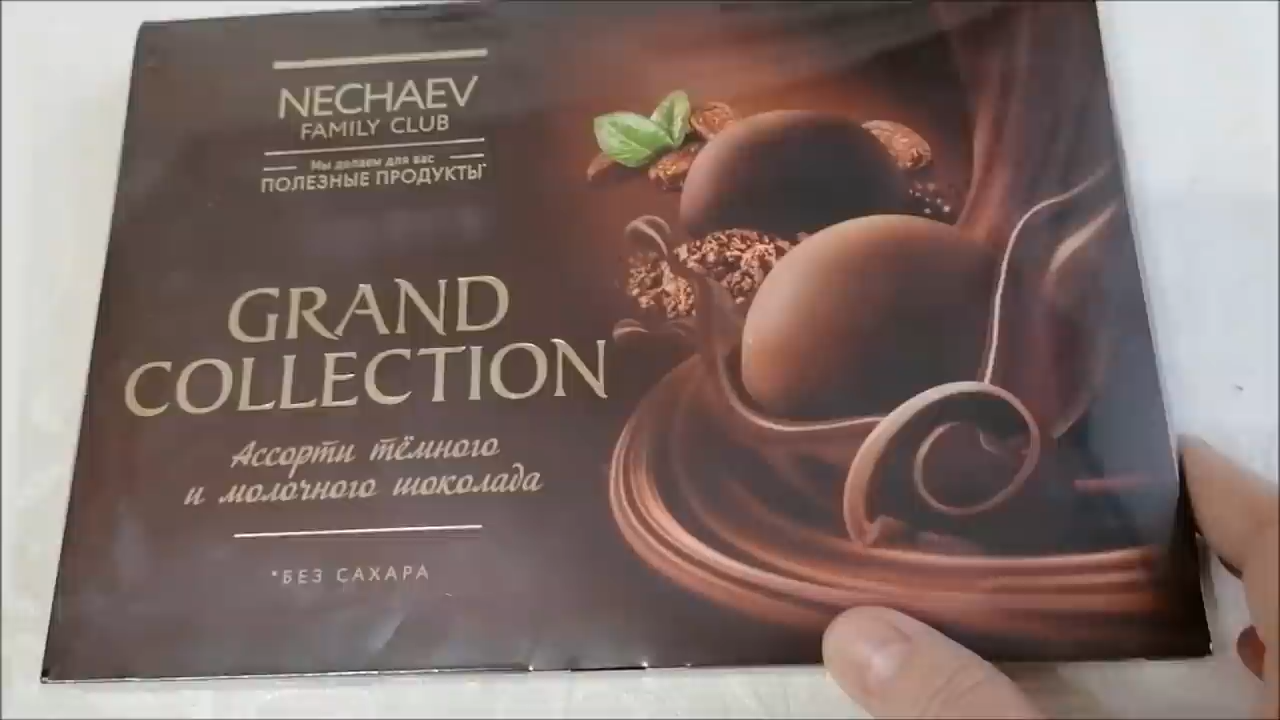 NECHAEV
FAMILY CLUB
Мы делаем для вас
ПОЛЕЗНЫЕ ПРОДУКТЫ*
GRAND
COLLECTION
Ассорти тёмного
и молочного шоколада
*БЕЗ САХАРА